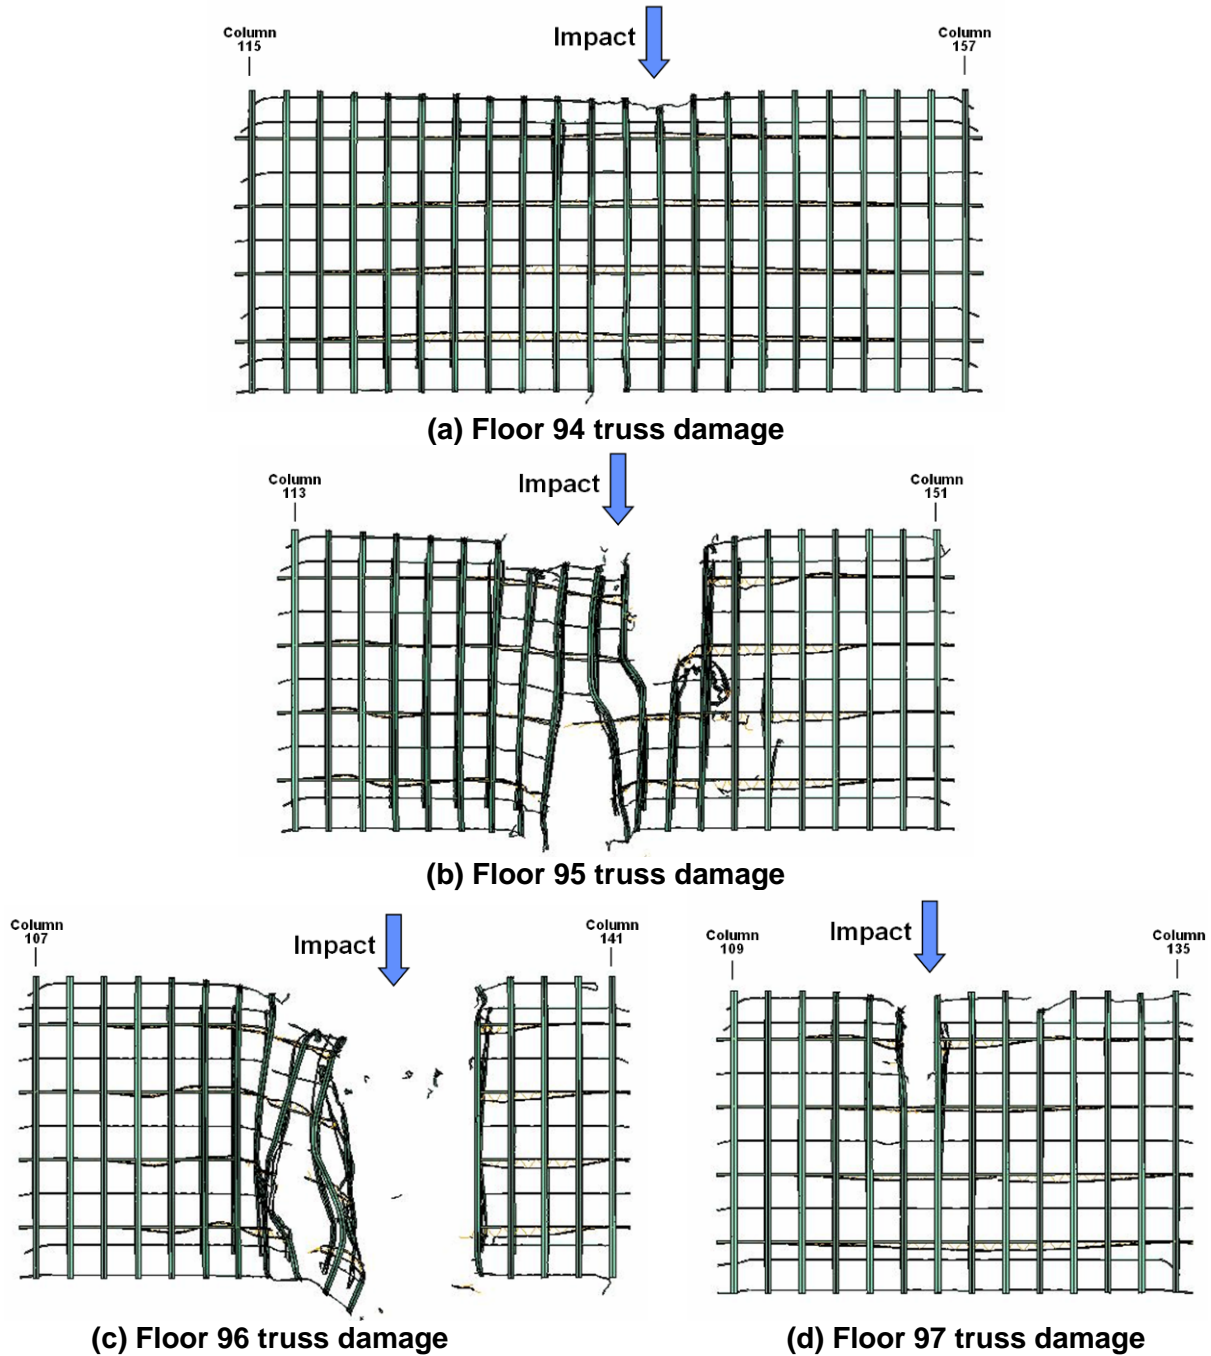 Impact
Column
115
Column
157
(a) Floor 94 truss damage
Impact
Column
113
Column
151
(b) Floor 95 truss damage
Impact
Column
107
Column
141
(c) Floor 96 truss damage
Impact
Column
109
Column
135
(d) Floor 97 truss damage